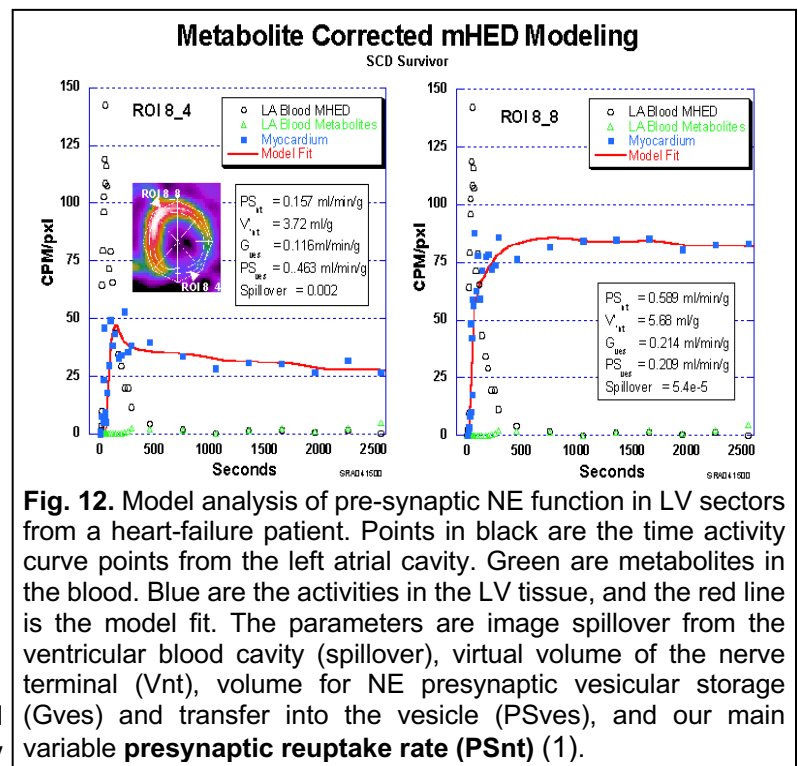 Metabolite Corrected mHED Modeling
SCD Survivor
150
125
100
75
50
25
0
CPM/pxl
ROI 8_4
LA Blood MHED
LA Blood Metabolites
Myocardium
Model Fit
ROI 8_8
ROI 8_4
PSnt = 0.157 ml/min/g
V'nt = 3.72 ml/g
Gves = 0.116ml/min/g
PSves = 0..463 ml/min/g
Spillover = 0.002
0 500 1000 1500 2000 2500
Seconds
SRA041500
150
125
100
75
50
25
0
CPM/pxl
ROI 8_8
LA Blood MHED
LA Blood Metabolites
Myocardium
Model Fit
PSnt = 0.589 ml/min/g
V'nt = 5.68 ml/g
Gves = 0.214 ml/min/g
PSves = 0.209 ml/min/g
Spillover = 5.4e-5
0 500 1000 1500 2000 2500
Seconds
SRA041500
Fig. 12. Model analysis of pre-synaptic NE function in LV sectors
from a heart-failure patient. Points in black are the time activity
curve points from the left atrial cavity. Green are metabolites in
the blood. Blue are the activities in the LV tissue, and the red line
is the model fit. The parameters are image spillover from the
ventricular blood cavity (spillover), virtual volume of the nerve
terminal (Vnt), volume for NE presynaptic vesicular storage
(Gves) and transfer into the vesicle (PSves), and our main
variable presynaptic reuptake rate (PSnt) (1).